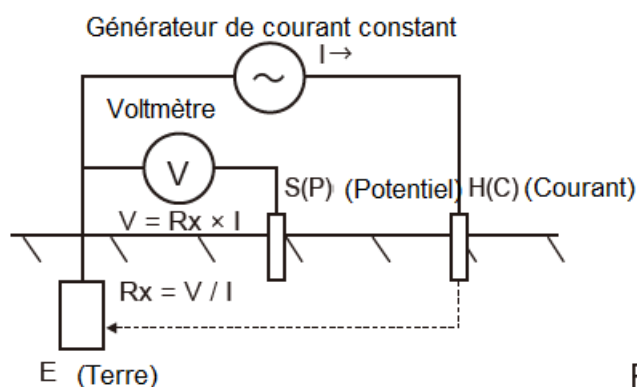 Générateur de courant constant
I→
~
Voltmètre
V
S(P) (Potentiel) H(C) (Courant)
V = Rx × I
Rx = V / I
E (Terre)